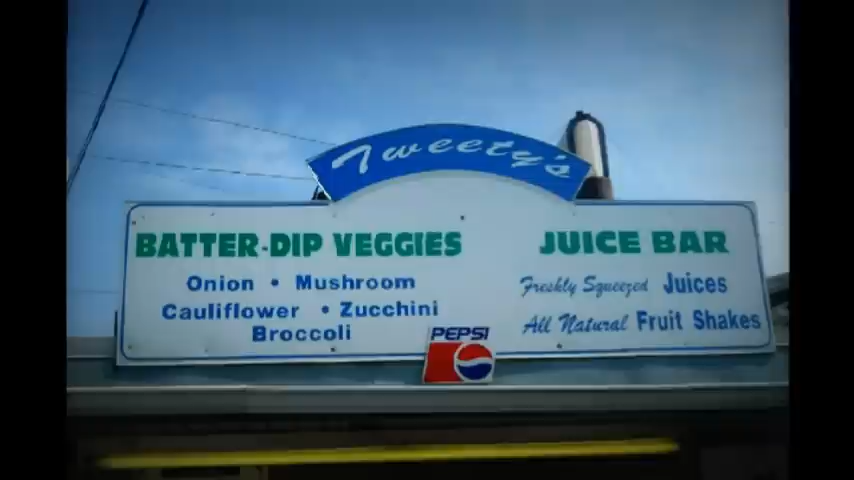 Tweety's
BATTER-DIP VEGGIES
Onion • Mushroom
Cauliflower • Zucchini
Broccoli
JUICE BAR
Freshly Squeezed Juices
All Natural Fruit Shakes
PEPSI